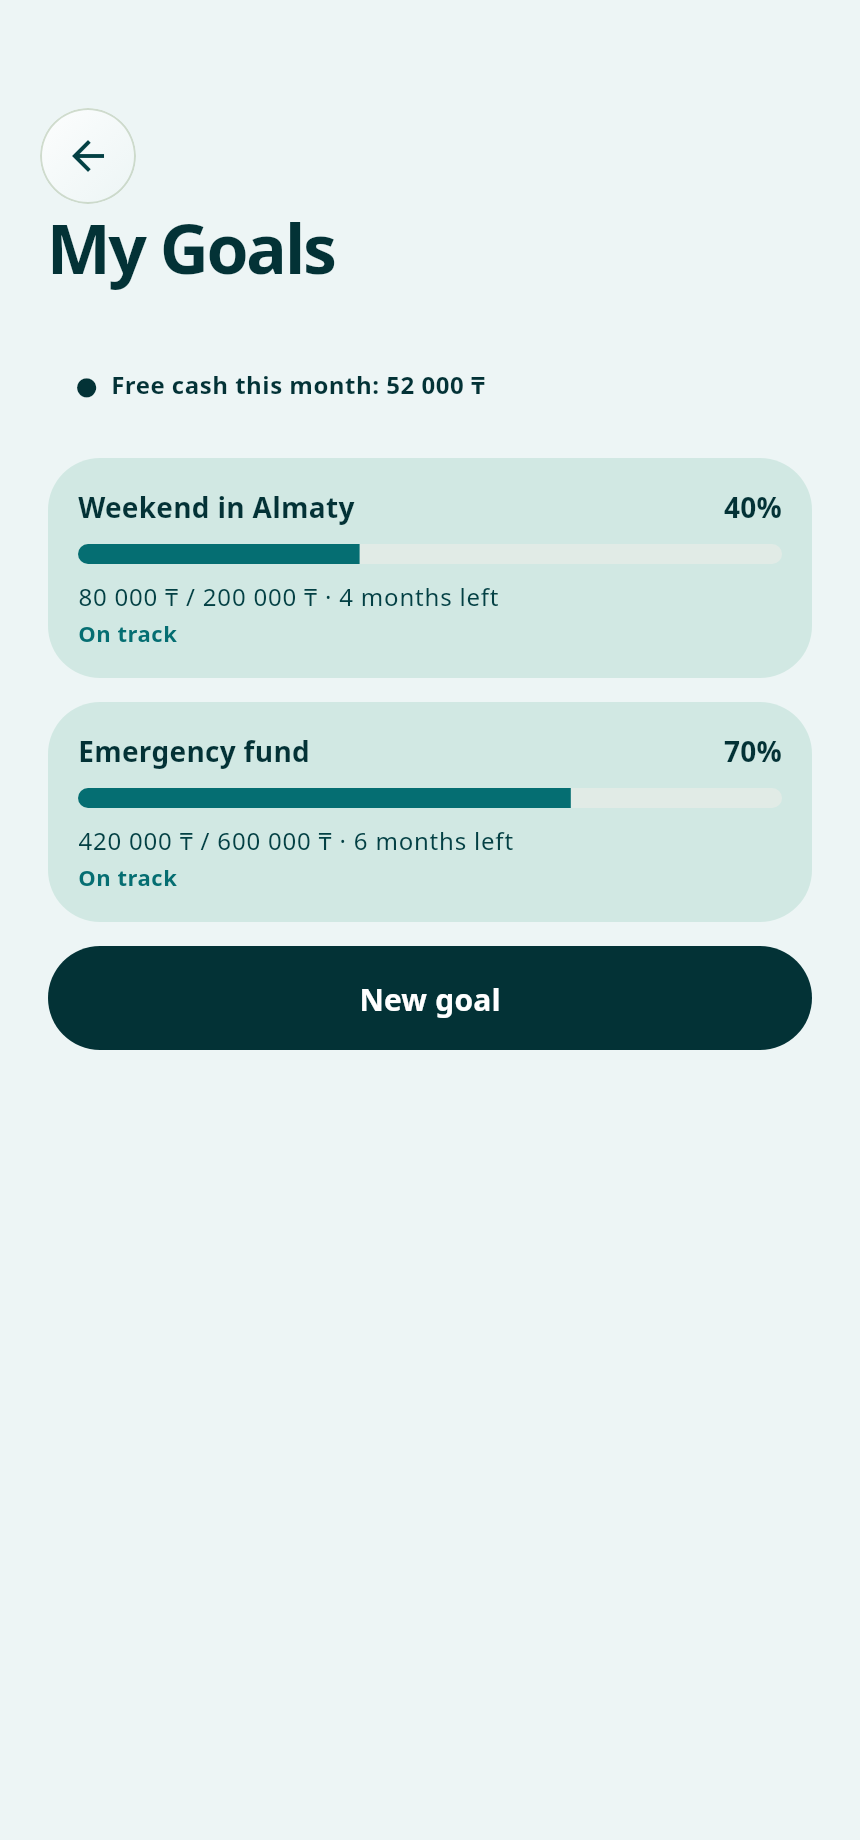 My Goals
Free cash this month: 52 000 ₸
Weekend in Almaty 40%
80 000 ₸ / 200 000 ₸ · 4 months left
On track
Emergency fund 70%
420 000 ₸ / 600 000 ₸ · 6 months left
On track
New goal